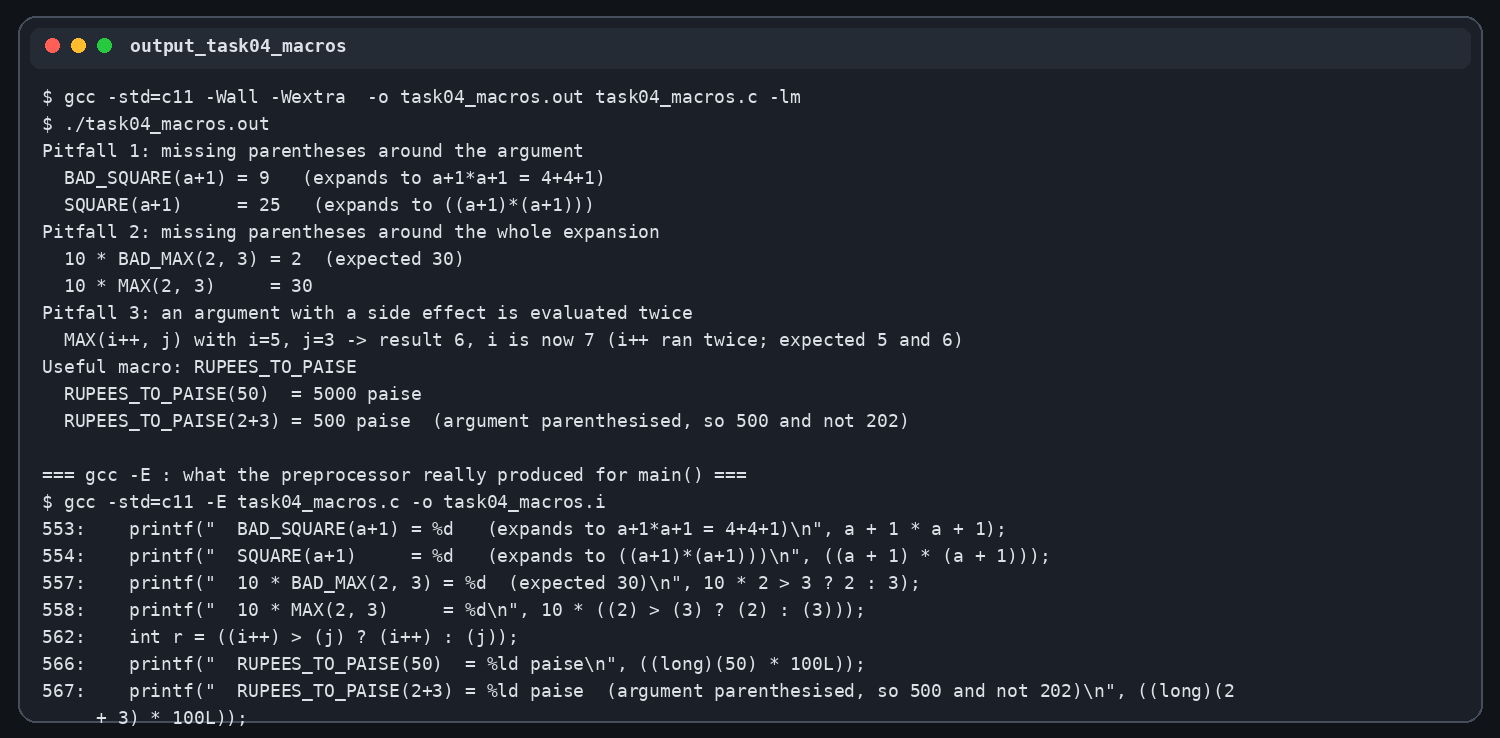 output_task04_macros
$ gcc -std=c11 -Wall -Wextra  -o task04_macros.out task04_macros.c -lm
$ ./task04_macros.out
Pitfall 1: missing parentheses around the argument
  BAD_SQUARE(a+1) = 9   (expands to a+1*a+1 = 4+4+1)
  SQUARE(a+1)     = 25   (expands to ((a+1)*(a+1)))
Pitfall 2: missing parentheses around the whole expansion
  10 * BAD_MAX(2, 3) = 2  (expected 30)
  10 * MAX(2, 3)     = 30
Pitfall 3: an argument with a side effect is evaluated twice
  MAX(i++, j) with i=5, j=3 -> result 6, i is now 7 (i++ ran twice; expected 5 and 6)
Useful macro: RUPEES_TO_PAISE
  RUPEES_TO_PAISE(50)  = 5000 paise
  RUPEES_TO_PAISE(2+3) = 500 paise  (argument parenthesised, so 500 and not 202)
=== gcc -E : what the preprocessor really produced for main() ===
$ gcc -std=c11 -E task04_macros.c -o task04_macros.i
553:    printf("  BAD_SQUARE(a+1) = %d   (expands to a+1*a+1 = 4+4+1)\n", a + 1 * a + 1);
554:    printf("  SQUARE(a+1)     = %d   (expands to ((a+1)*(a+1)))\n", ((a + 1) * (a + 1)));
557:    printf("  10 * BAD_MAX(2, 3) = %d  (expected 30)\n", 10 * 2 > 3 ? 2 : 3);
558:    printf("  10 * MAX(2, 3)     = %d\n", 10 * ((2) > (3) ? (2) : (3)));
562:    int r = ((i++) > (j) ? (i++) : (j));
566:    printf("  RUPEES_TO_PAISE(50)  = %ld paise\n", ((long)(50) * 100L));
567:    printf("  RUPEES_TO_PAISE(2+3) = %ld paise  (argument parenthesised, so 500 and not 202)\n", ((long)(2
     + 3) * 100L));